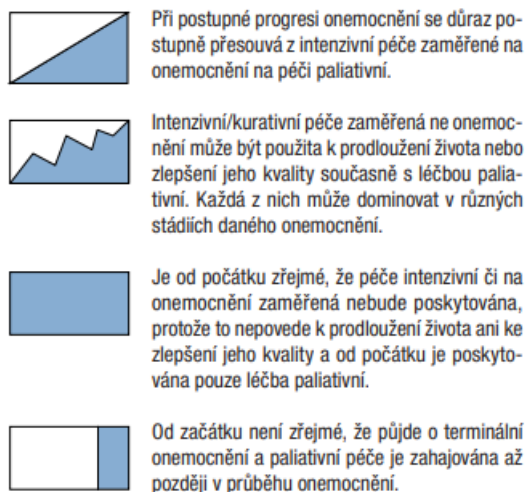 Při postupné progresi onemocnění se důraz po-
stupně přesouvá z intenzivní péče zaměřené na
onemocnění na péči paliativní.
Intenzivní/kurativní péče zaměřená ne onemoc-
nění může být použita k prodloužení života nebo
zlepšení jeho kvality současně s léčbou palia-
tivní. Každá z nich může dominovat v různých
stádiích daného onemocnění.
Je od počátku zřejmé, že péče intenzivní či na
onemocnění zaměřená nebude poskytována,
protože to nepovede k prodloužení života ani ke
zlepšení jeho kvality a od počátku je poskyto-
vána pouze léčba paliativní.
Od začátku není zřejmé, že půjde o terminální
onemocnění a paliativní péče je zahajována až
později v průběhu onemocnění.